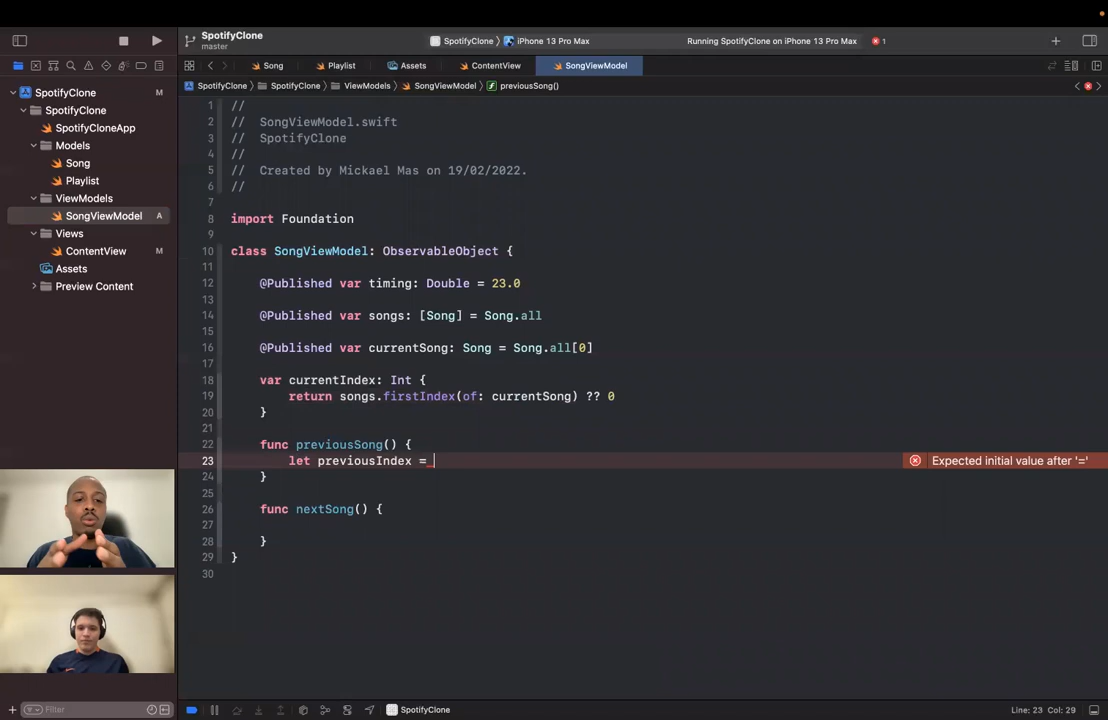 SpotifyClone
master
SpotifyClone
iPhone 13 Pro Max
Running SpotifyClone on iPhone 13 Pro Max
1
Song
Playlist
Assets
ContentView
SongViewModel
SpotifyClone
SpotifyClone
ViewModels
SongViewModel
previousSong()
SpotifyClone M
SpotifyClone
SpotifyCloneApp
Models
Song
Playlist
ViewModels
SongViewModel A
Views
ContentView M
Assets
Preview Content
1 //
2 //  SongViewModel.swift
3 //  SpotifyClone
4 //
5 //  Created by Mickael Mas on 19/02/2022.
6 //
7
8 import Foundation
9
10 class SongViewModel: ObservableObject {
11
12     @Published var timing: Double = 23.0
13
14     @Published var songs: [Song] = Song.all
15
16     @Published var currentSong: Song = Song.all[0]
17
18     var currentIndex: Int {
19         return songs.firstIndex(of: currentSong) ?? 0
20     }
21
22     func previousSong() {
23         let previousIndex =
Expected initial value after '='
24     }
25
26     func nextSong() {
27
28     }
29 }
30
Filter
SpotifyClone
Line: 23 Col: 29